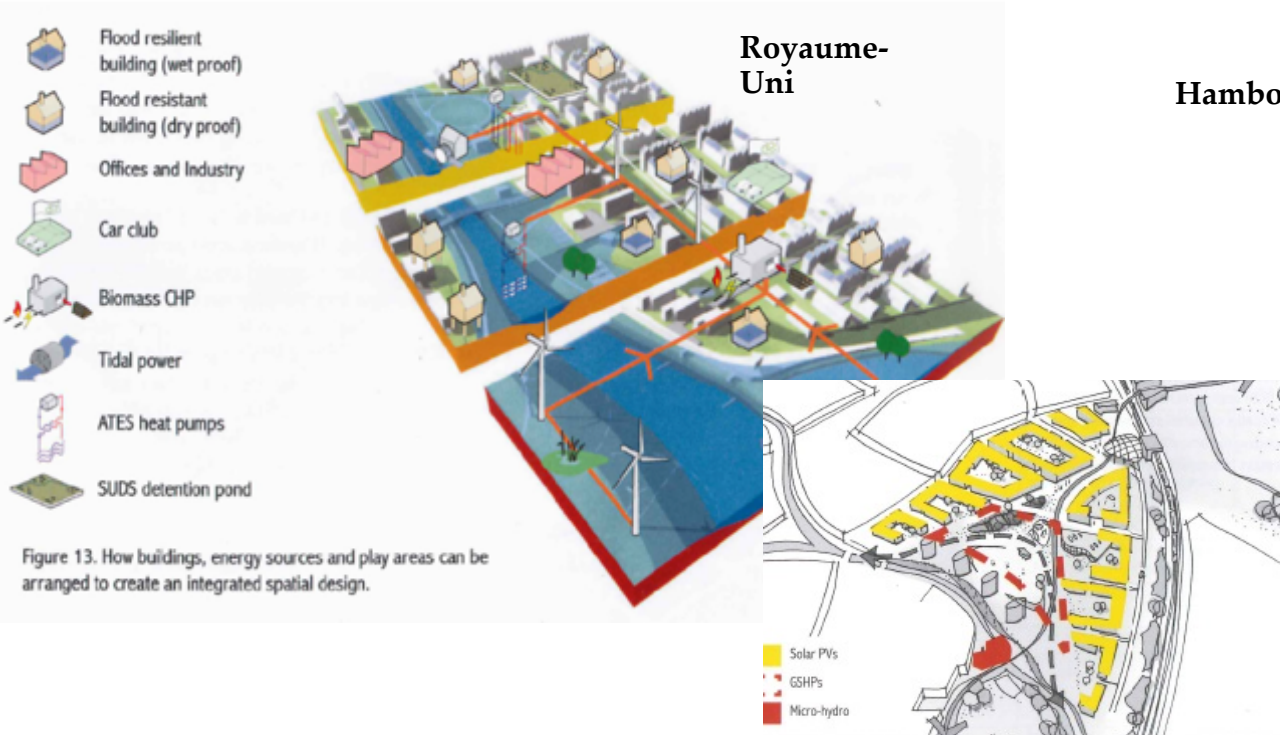 Flood resilient
building (wet proof)
Flood resistant
building (dry proof)
Offices and Industry
Car club
Biomass CHP
Tidal power
ATES heat pumps
SUDS detention pond
Figure 13. How buildings, energy sources and play areas can be
arranged to create an integrated spatial design.
Royaume-
Uni
Hambo
Solar PVs
GSHPs
Micro-hydro